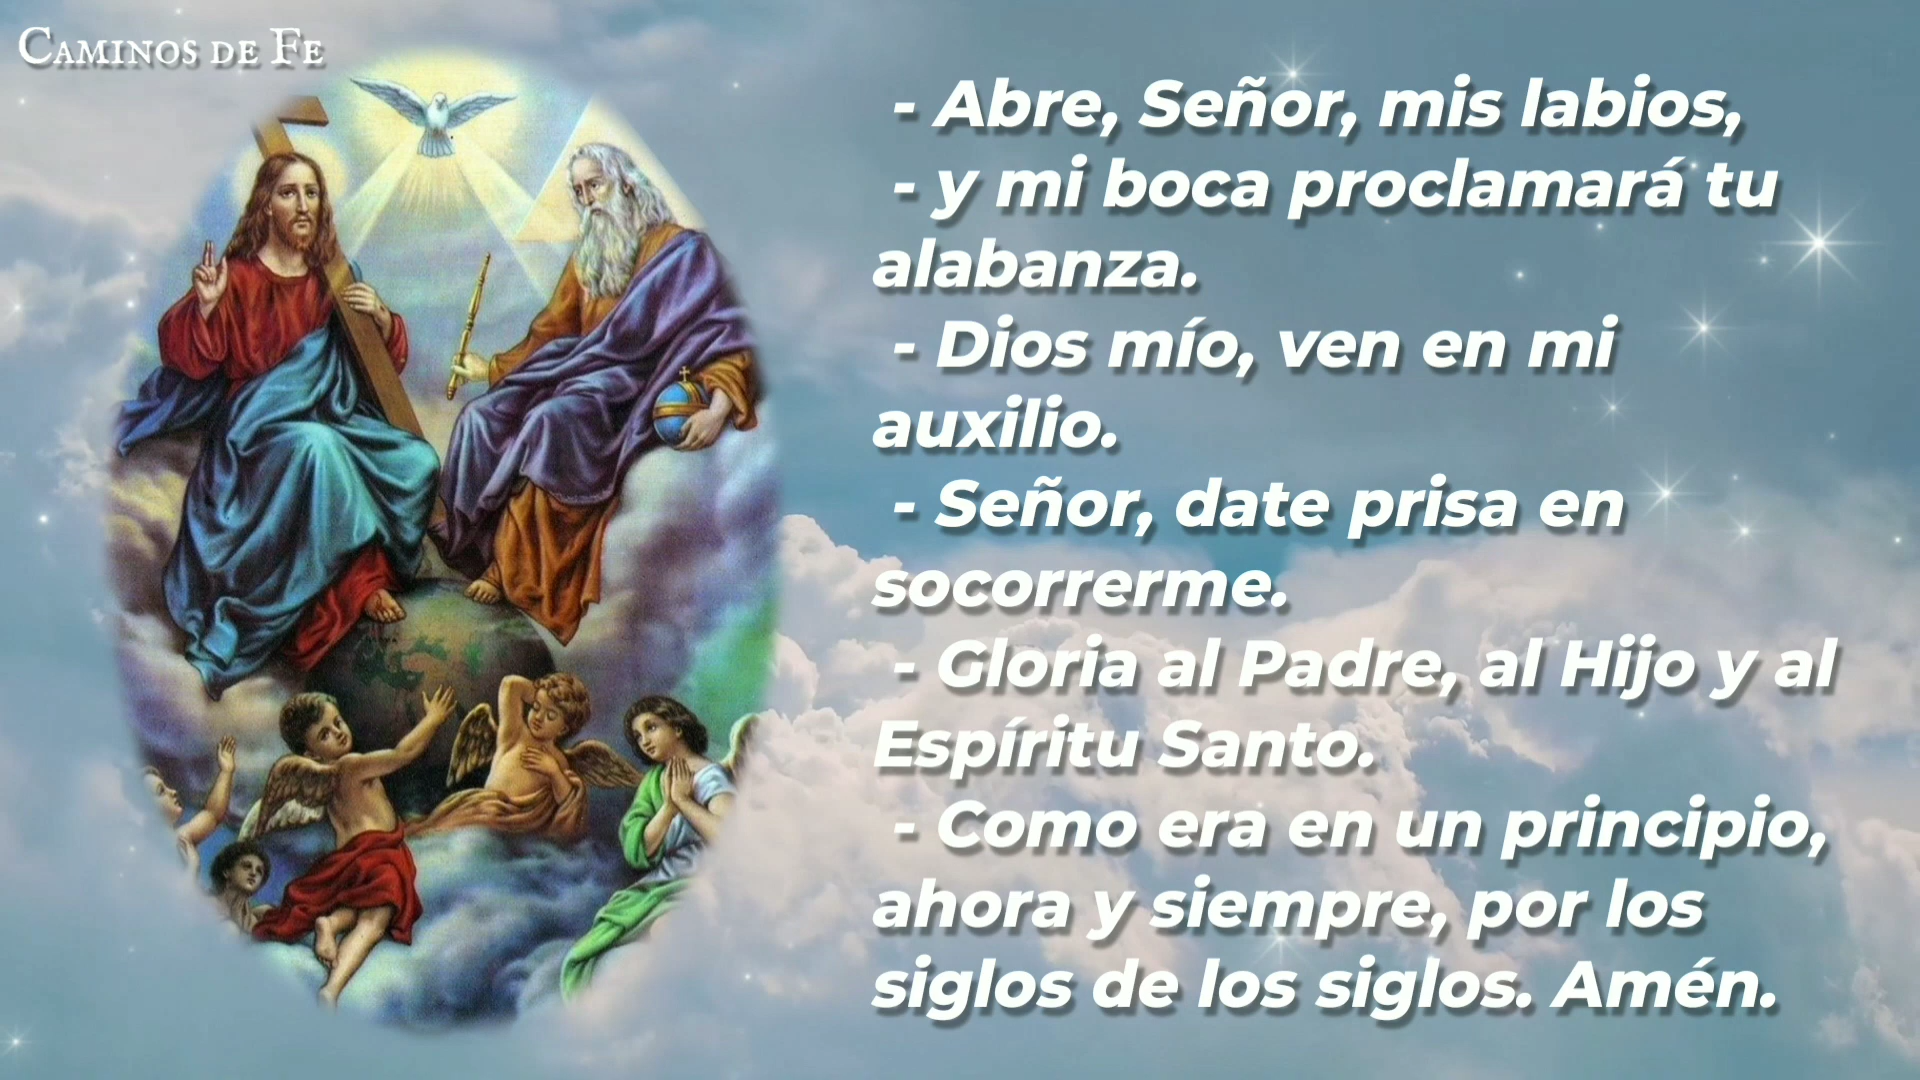 Caminos de Fe
- Abre, Señor, mis labios,
- y mi boca proclamará tu
alabanza.
- Dios mío, ven en mi
auxilio.
- Señor, date prisa en
socorrerme.
- Gloria al Padre, al Hijo y al
Espíritu Santo.
- Como era en un principio,
ahora y siempre, por los
siglos de los siglos. Amén.